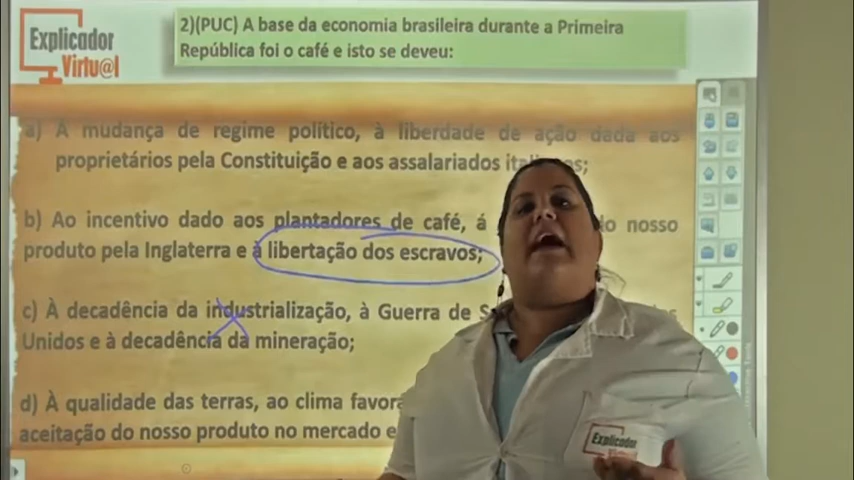 Explicador
Virtu@l
2)(PUC) A base da economia brasileira durante a Primeira
República foi o café e isto se deveu:
a) A mudança de regime político, à liberdade de ação dada aos
proprietários pela Constituição e aos assalariados
b) Ao incentivo dado aos plantadores de café, á do nosso
produto pela Inglaterra e à libertação dos escravos;
c) À decadência da industrialização, à Guerra de
Unidos e à decadência da mineração;
d) À qualidade das terras, ao clima
aceitação do nosso produto no mercado
Explicador